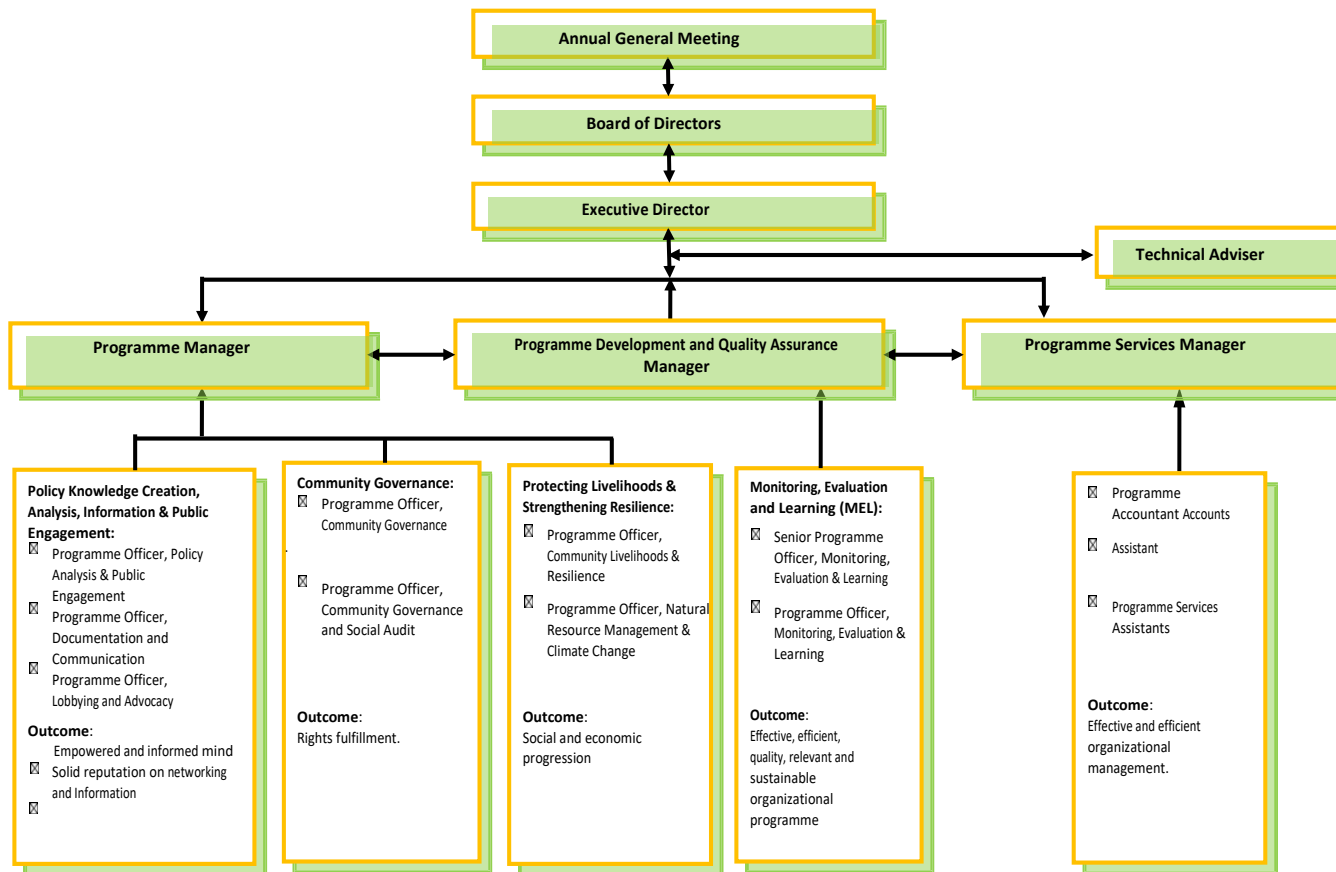 Annual General Meeting
Board of Directors
Executive Director
Technical Adviser
Programme Manager
Programme Development and Quality Assurance
Manager
Programme Services Manager
Policy Knowledge Creation,
Analysis, Information & Public
Engagement:
Programme Officer, Policy
Analysis & Public
Engagement
Programme Officer,
Documentation and
Communication
Programme Officer,
Lobbying and Advocacy
Outcome:
Empowered and informed mind
Solid reputation on networking
and Information
.
Community Governance:
Programme Officer,
Community Governance
Programme Officer,
Community Governance
and Social Audit
Outcome:
Rights fulfillment.
Protecting Livelihoods &
Strengthening Resilience:
Programme Officer,
Community Livelihoods &
Resilience
Programme Officer, Natural
Resource Management &
Climate Change
Outcome:
Social and economic
progression
Monitoring, Evaluation
and Learning (MEL):
Senior Programme
Officer, Monitoring,
Evaluation & Learning
Programme Officer,
Monitoring, Evaluation &
Learning
Outcome:
Effective, efficient,
quality, relevant and
sustainable
organizational
programme
Programme
Accountant Accounts
Assistant
Programme Services
Assistants
Outcome:
Effective and efficient
organizational
management.